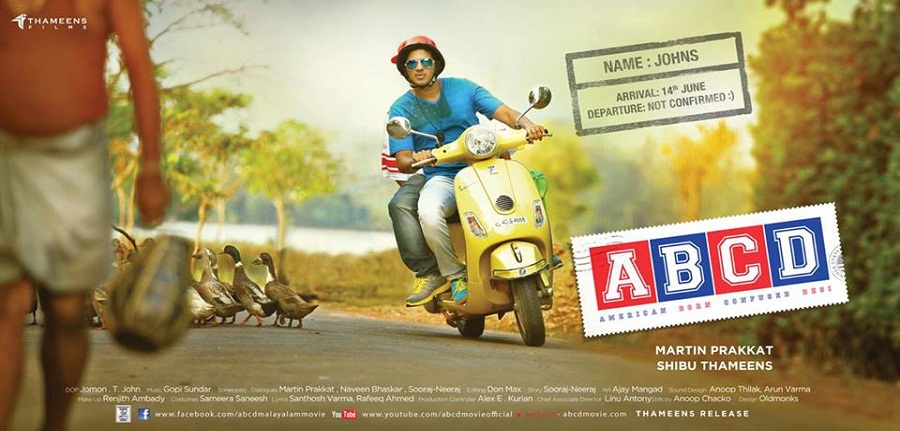 THAMEENS
FILMS
NAME : JOHNS
ARRIVAL: 14th JUNE
DEPARTURE: NOT CONFIRMED :)
ABCD
AMERICAN BORN CONFUSED DESI
MARTIN PRAKKAT
SHIBU THAMEENS
DOP Jomon . T. John Music Gopi Sundar Screenplay Dialogues Martin Prakkat , Naveen Bhaskar , Sooraj-Neeraj Editing Don Max Story Sooraj-Neeraj Art Ajay Mangad Sound Design Anoop Thilak, Arun Varma
Make Up Renjith Ambady Costumes Sameera Saneesh Lyrics Santhosh Varma, Rafeeq Ahmed Production Controller Alex E . Kurian Chief Associate Director Linu Antony Stills by Anoop Chacko Design Oldmonks
www.facebook.com/abcdmalayalammovie YouTube www.youtube.com/abcdmovieofficial abcdmovie.com THAMEENS RELEASE